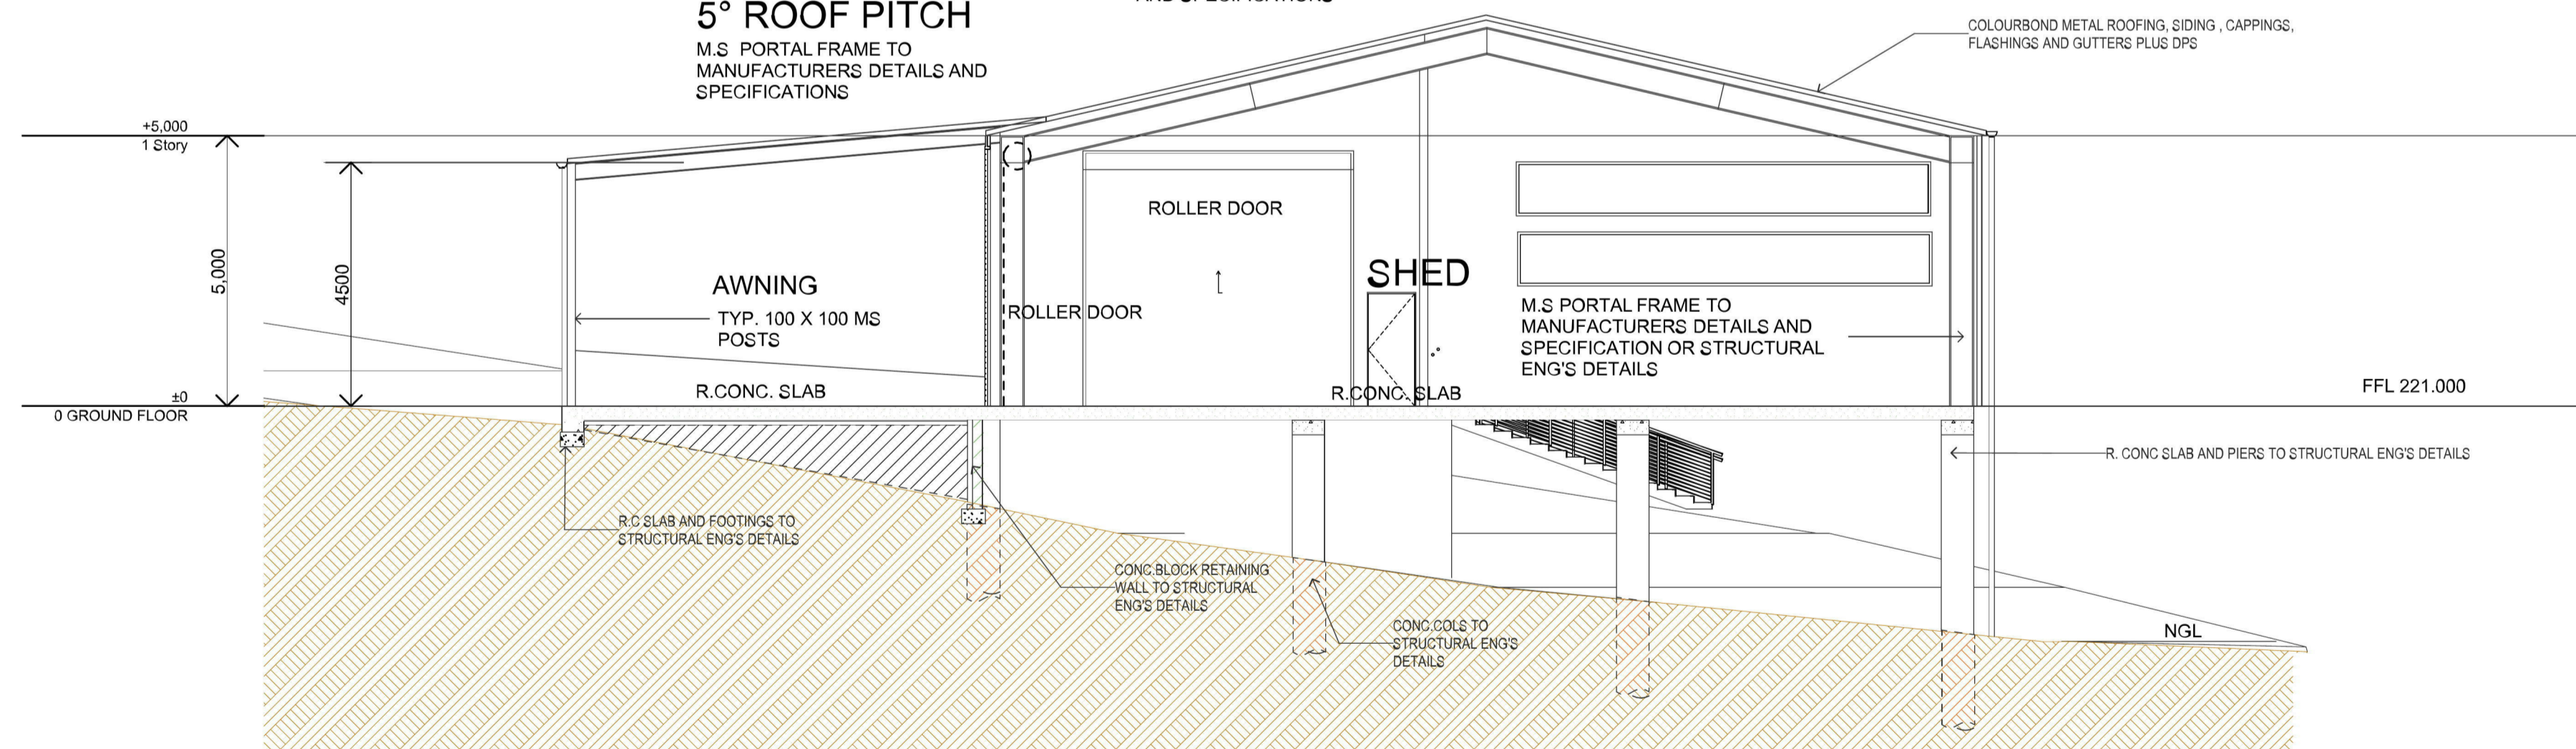 AND SPECIFICATIONS
5° ROOF PITCH
M.S PORTAL FRAME TO
MANUFACTURERS DETAILS AND
SPECIFICATIONS
COLOURBOND METAL ROOFING, SIDING , CAPPINGS,
FLASHINGS AND GUTTERS PLUS DPS
+5,000
1 Story
5,000
4500
ROLLER DOOR
SHED
AWNING
TYP. 100 X 100 MS
POSTS
ROLLER DOOR
M.S PORTAL FRAME TO
MANUFACTURERS DETAILS AND
SPECIFICATION OR STRUCTURAL
ENG'S DETAILS
R.CONC. SLAB
R.CONC. SLAB
FFL 221.000
±0
0 GROUND FLOOR
R. CONC SLAB AND PIERS TO STRUCTURAL ENG'S DETAILS
R.C SLAB AND FOOTINGS TO
STRUCTURAL ENG'S DETAILS
CONC.BLOCK RETAINING
WALL TO STRUCTURAL
ENG'S DETAILS
CONC.COLS TO
STRUCTURAL ENG'S
DETAILS
NGL